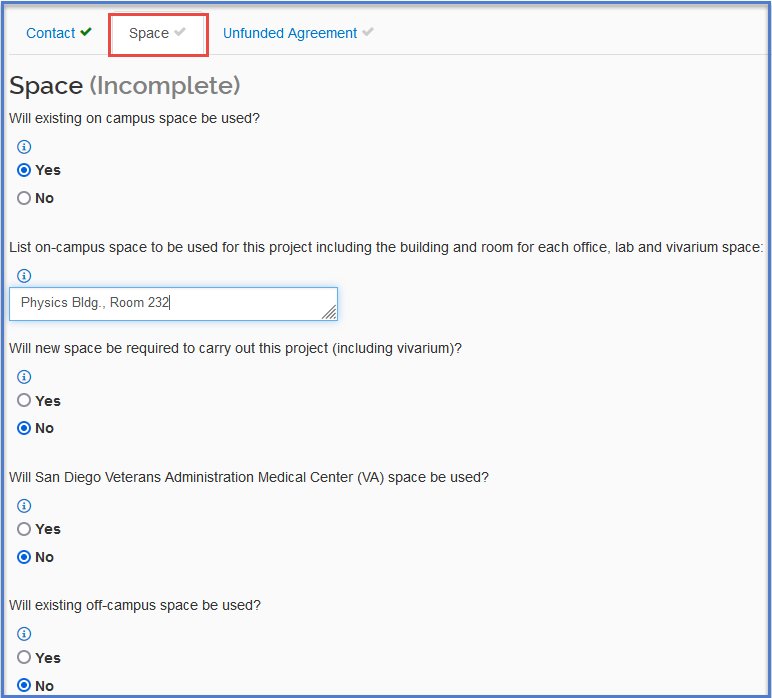 Contact Space Unfunded Agreement
Space (Incomplete)
Will existing on campus space be used?
Yes
No
List on-campus space to be used for this project including the building and room for each office, lab and vivarium space:
Physics Bldg., Room 232
Will new space be required to carry out this project (including vivarium)?
Yes
No
Will San Diego Veterans Administration Medical Center (VA) space be used?
Yes
No
Will existing off-campus space be used?
Yes
No